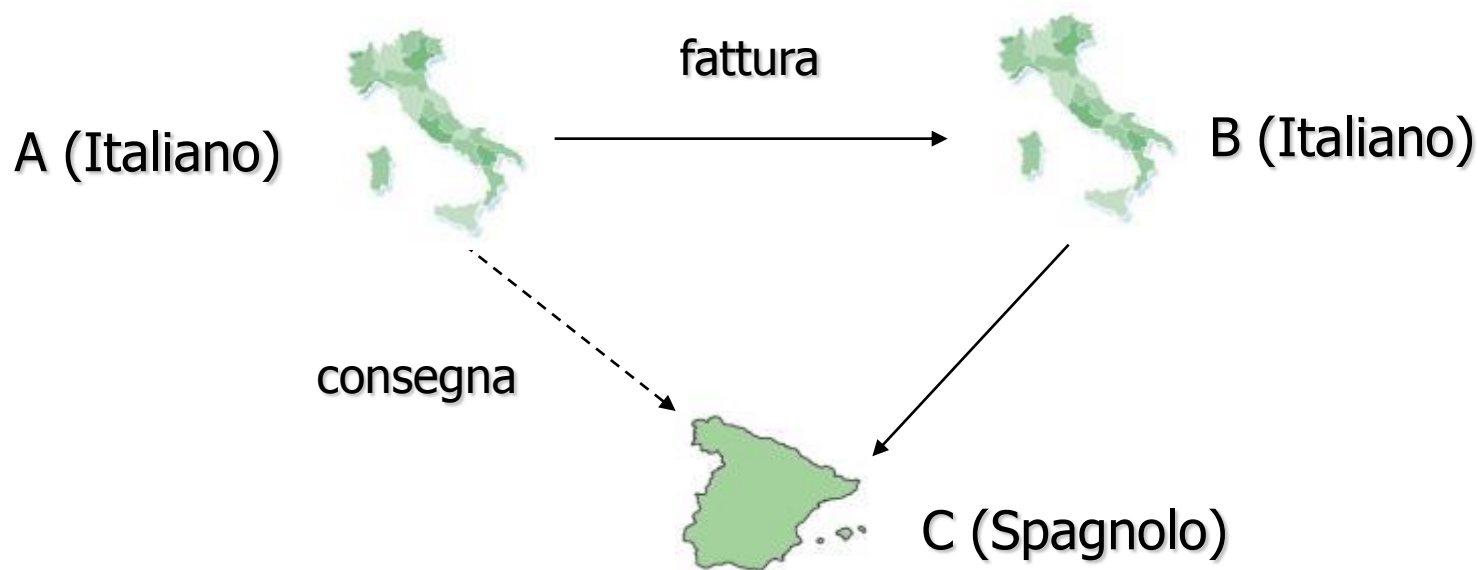 fattura
A (Italiano)
B (Italiano)
consegna
C (Spagnolo)